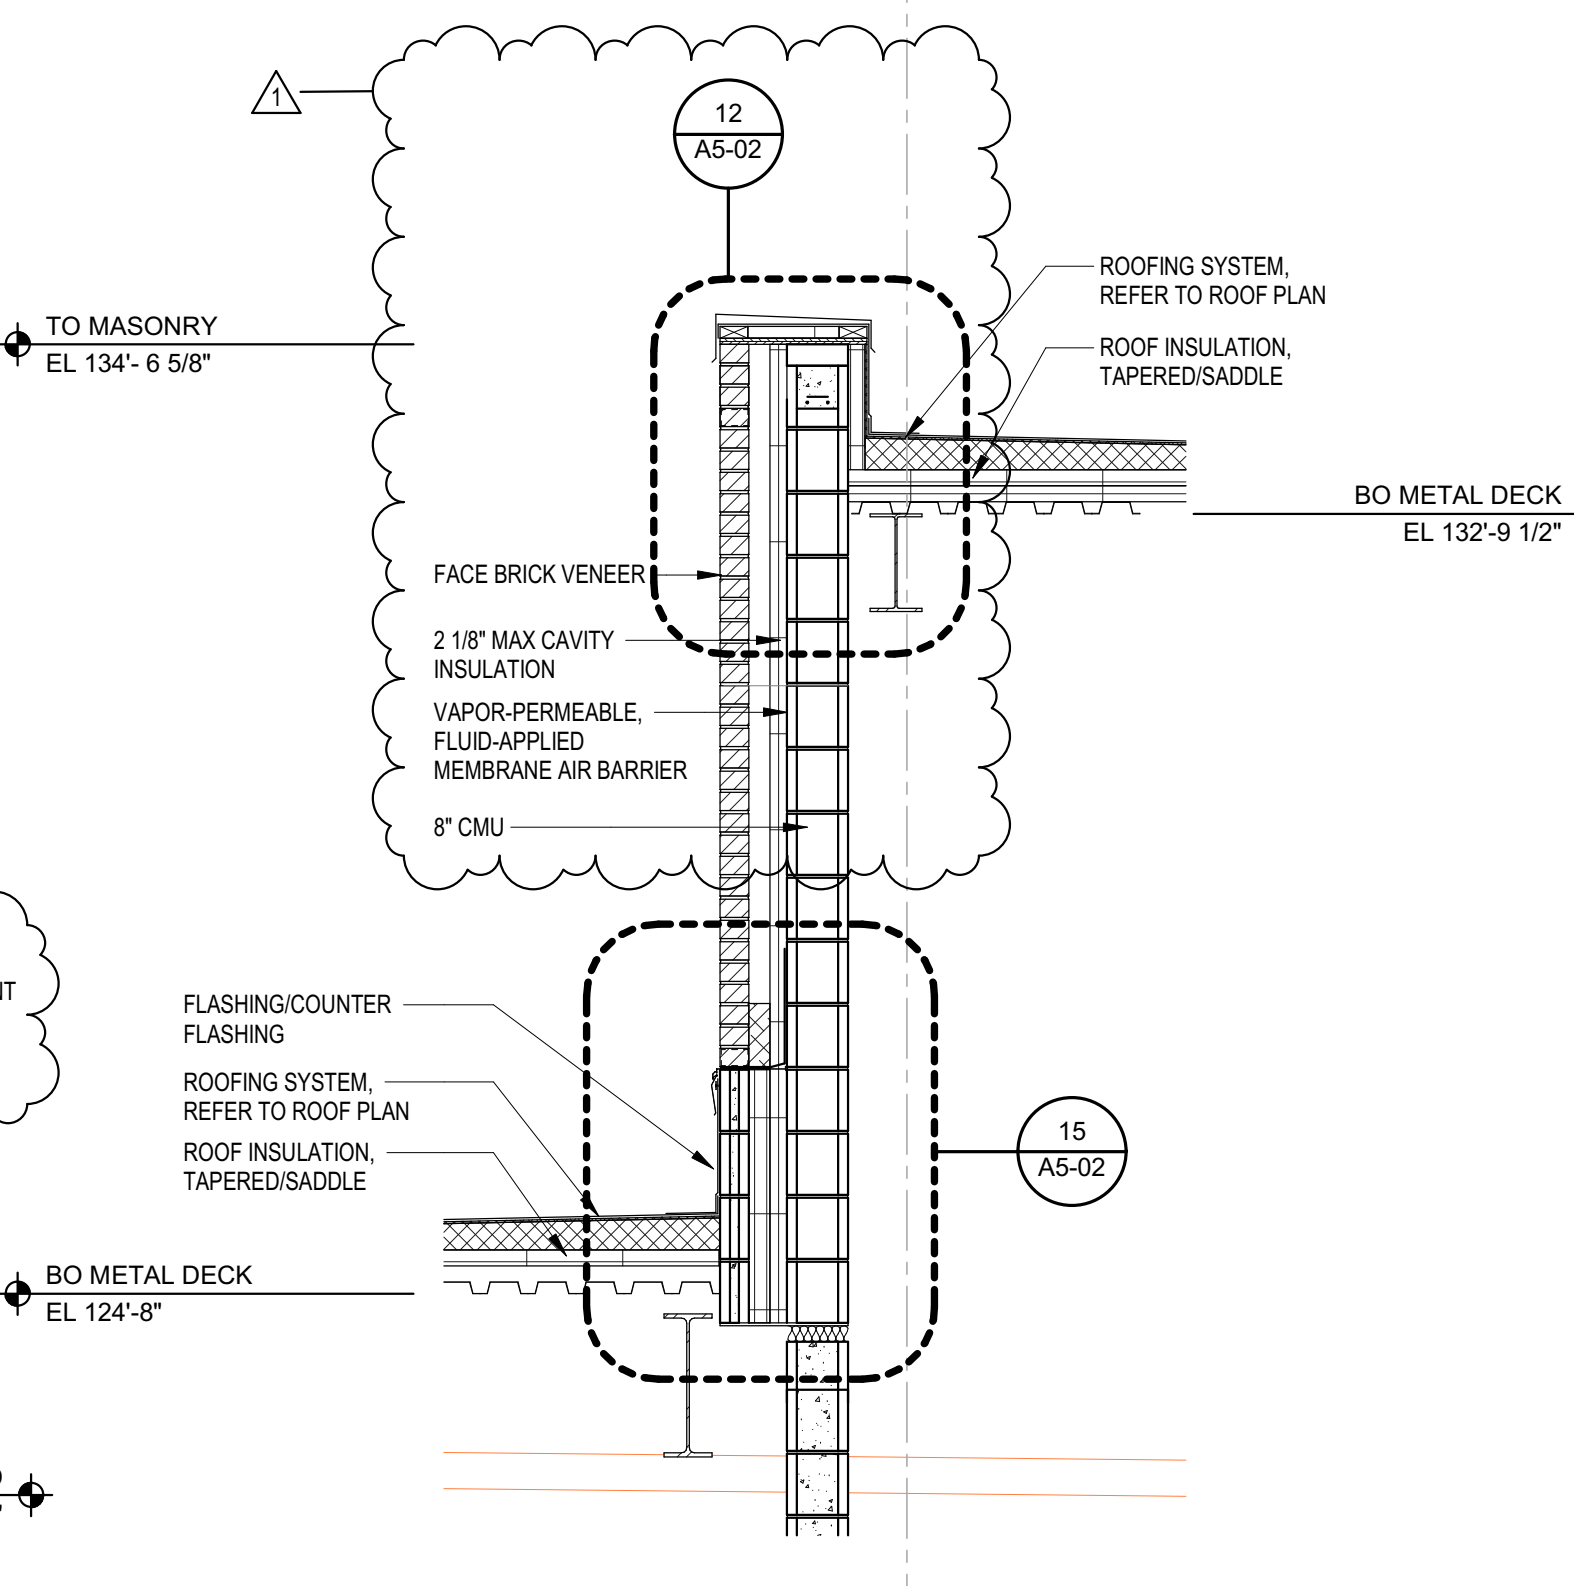 1
12
A5-02
ROOFING SYSTEM,
REFER TO ROOF PLAN
TO MASONRY
EL 134'- 6 5/8"
ROOF INSULATION,
TAPERED/SADDLE
BO METAL DECK
EL 132'-9 1/2"
FACE BRICK VENEER
2 1/8" MAX CAVITY
INSULATION
VAPOR-PERMEABLE,
FLUID-APPLIED
MEMBRANE AIR BARRIER
8" CMU
FLASHING/COUNTER
FLASHING
ROOFING SYSTEM,
REFER TO ROOF PLAN
ROOF INSULATION,
TAPERED/SADDLE
15
A5-02
BO METAL DECK
EL 124'-8"